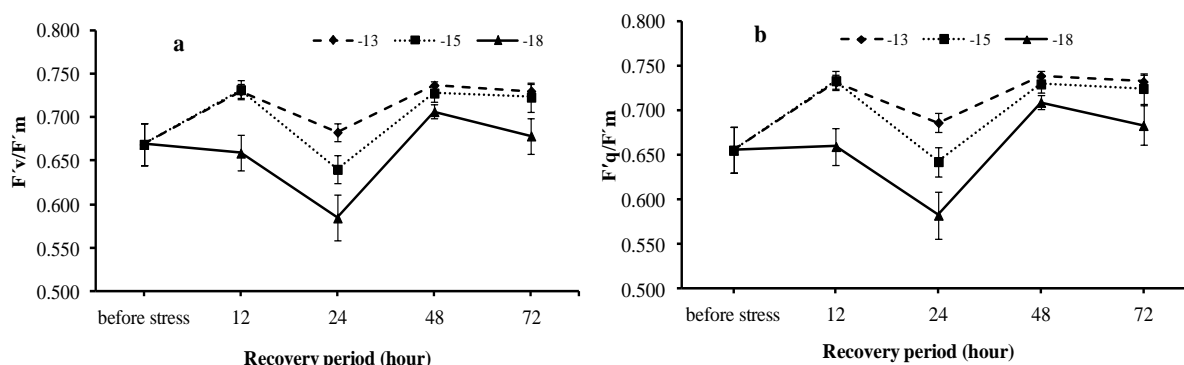 a
-13 -15 -18
0.800
0.750
0.700
0.650
0.600
0.550
0.500
F´v/F´m
before stress 12 24 48 72
Recovery period (hour)
b
-13 -15 -18
0.800
0.750
0.700
0.650
0.600
0.550
0.500
F'q/F´m
before stress 12 24 48 72
Recovery period (hour)